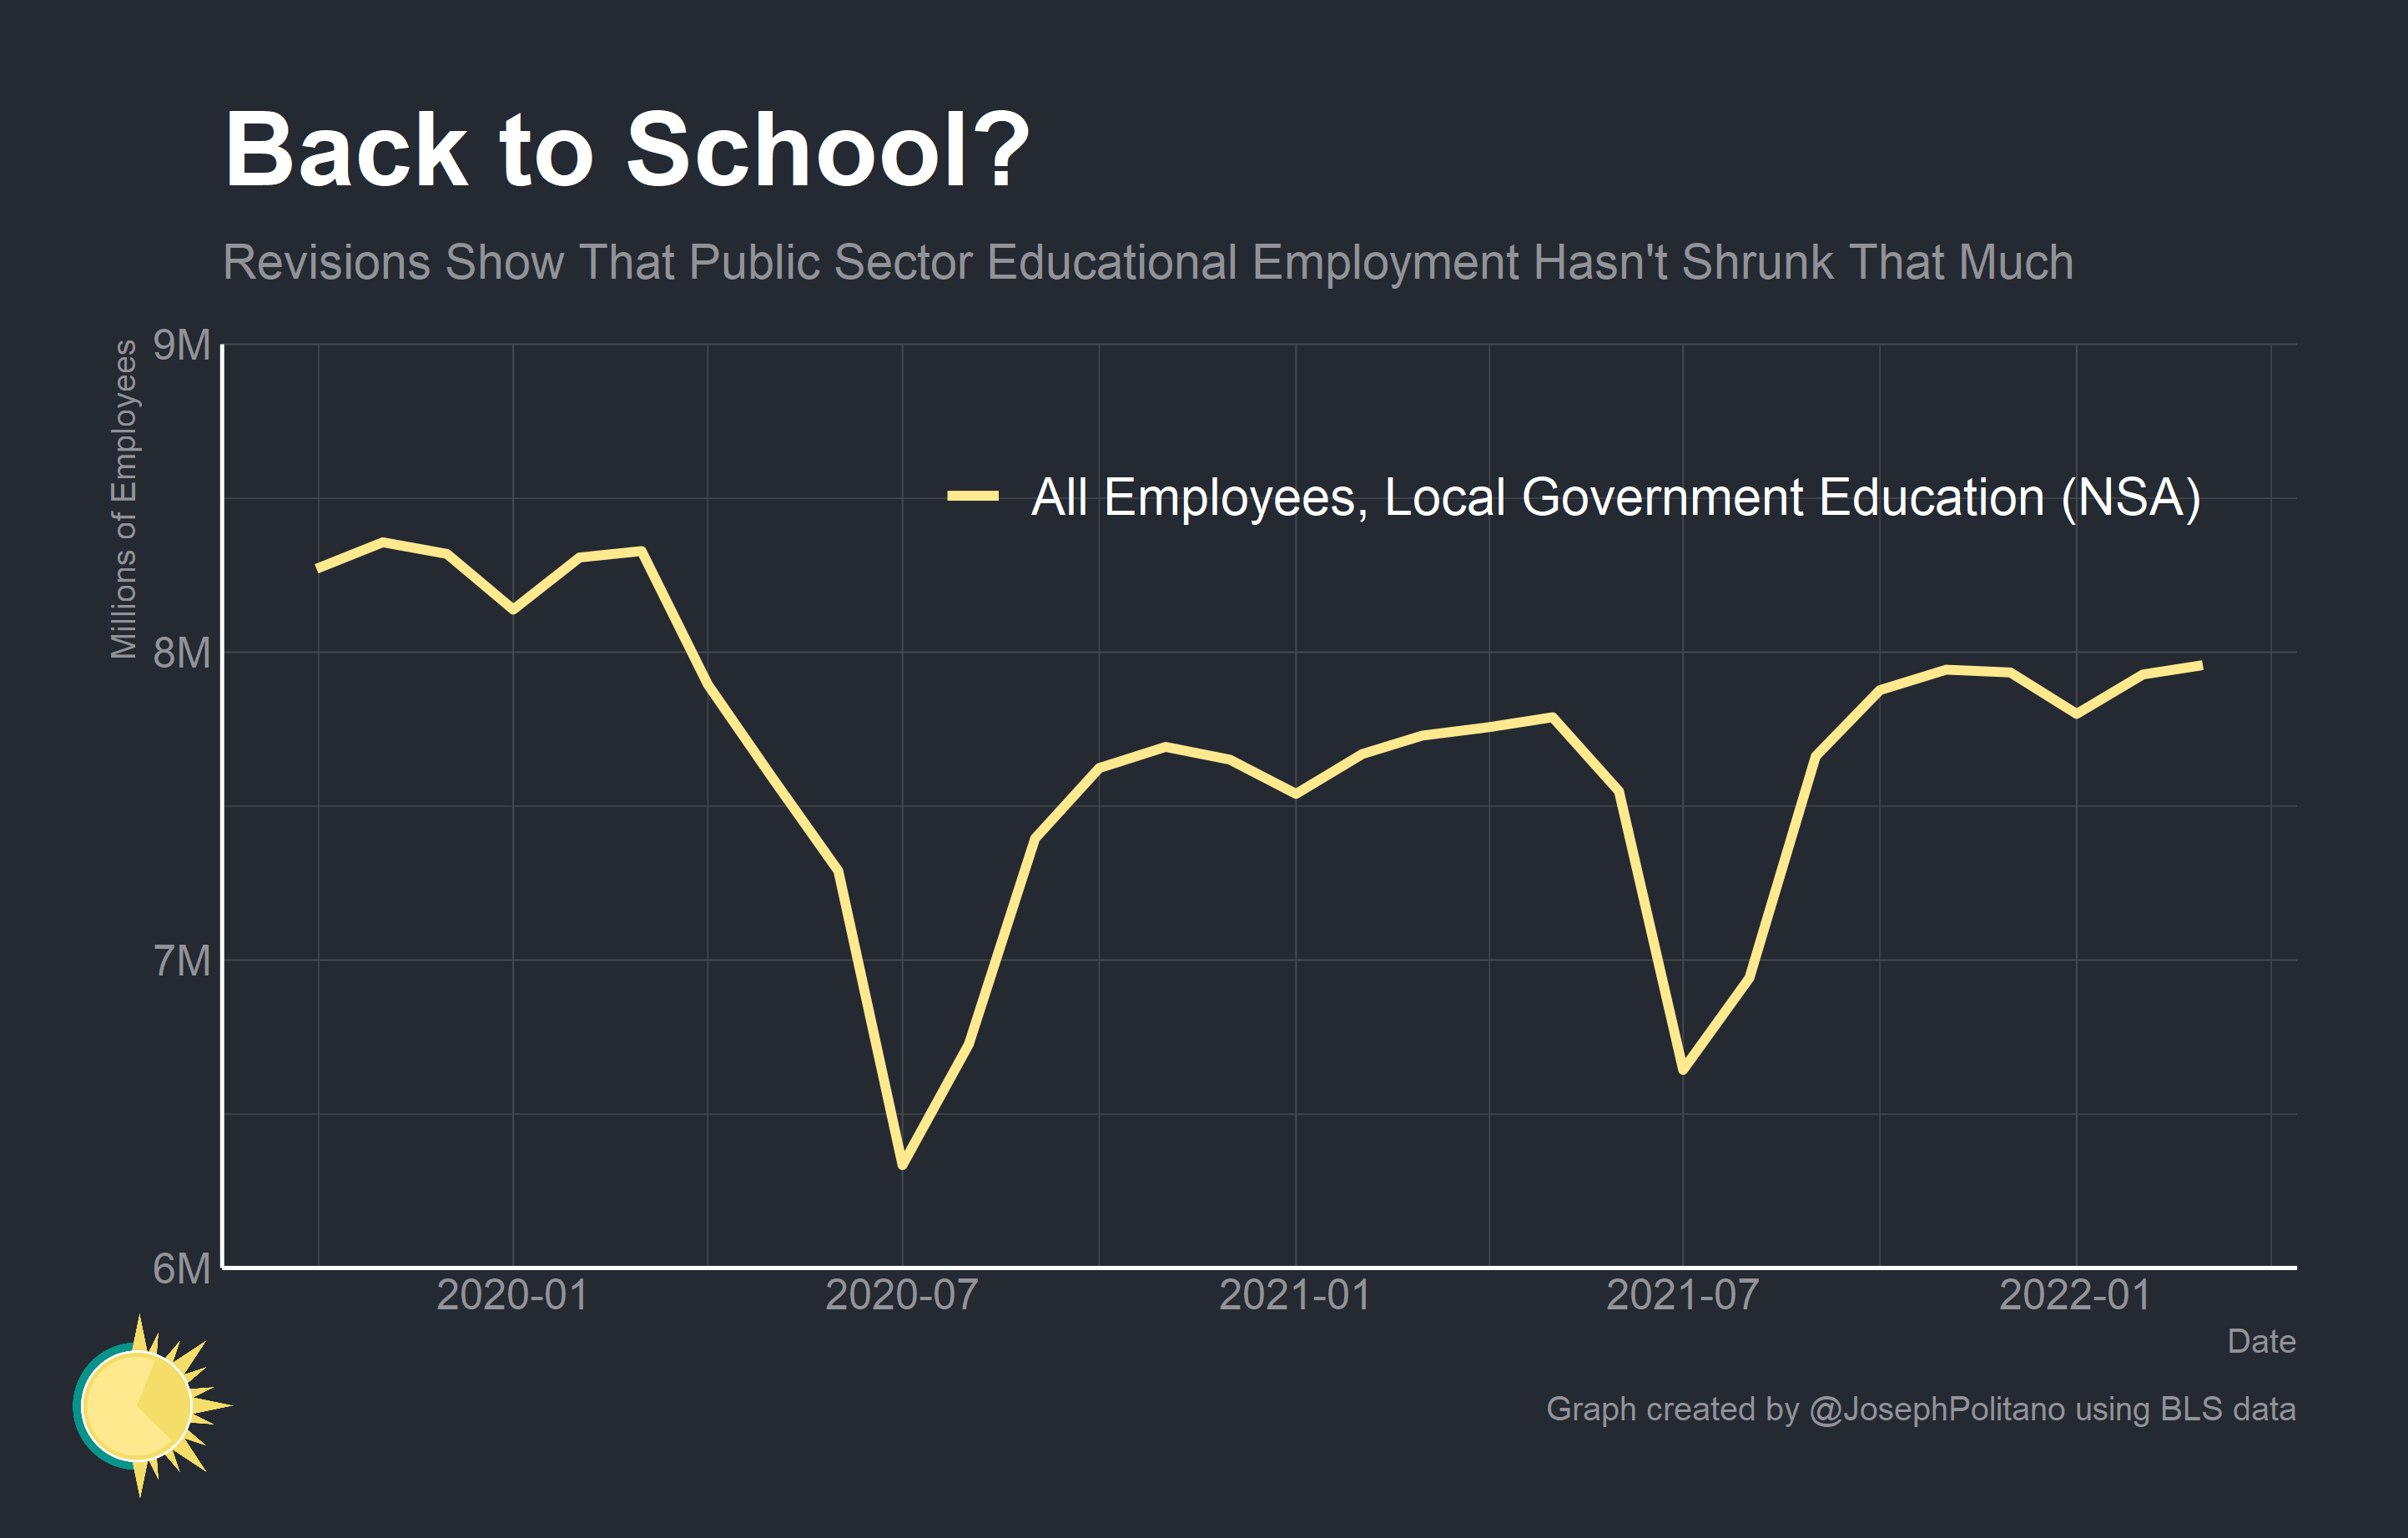 Back to School?
Revisions Show That Public Sector Educational Employment Hasn't Shrunk That Much
Millions of Employees
9M
8M
7M
6M
All Employees, Local Government Education (NSA)
2020-01
2020-07
2021-01
2021-07
2022-01
Date
Graph created by @JosephPolitano using BLS data